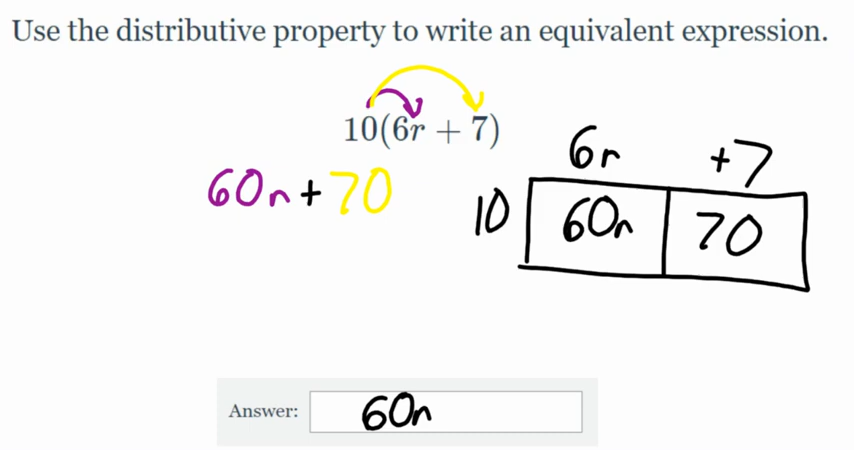 Use the distributive property to write an equivalent expression.
10(6r + 7)
6r +7
60r + 70
10 60r 70
Answer: 60r